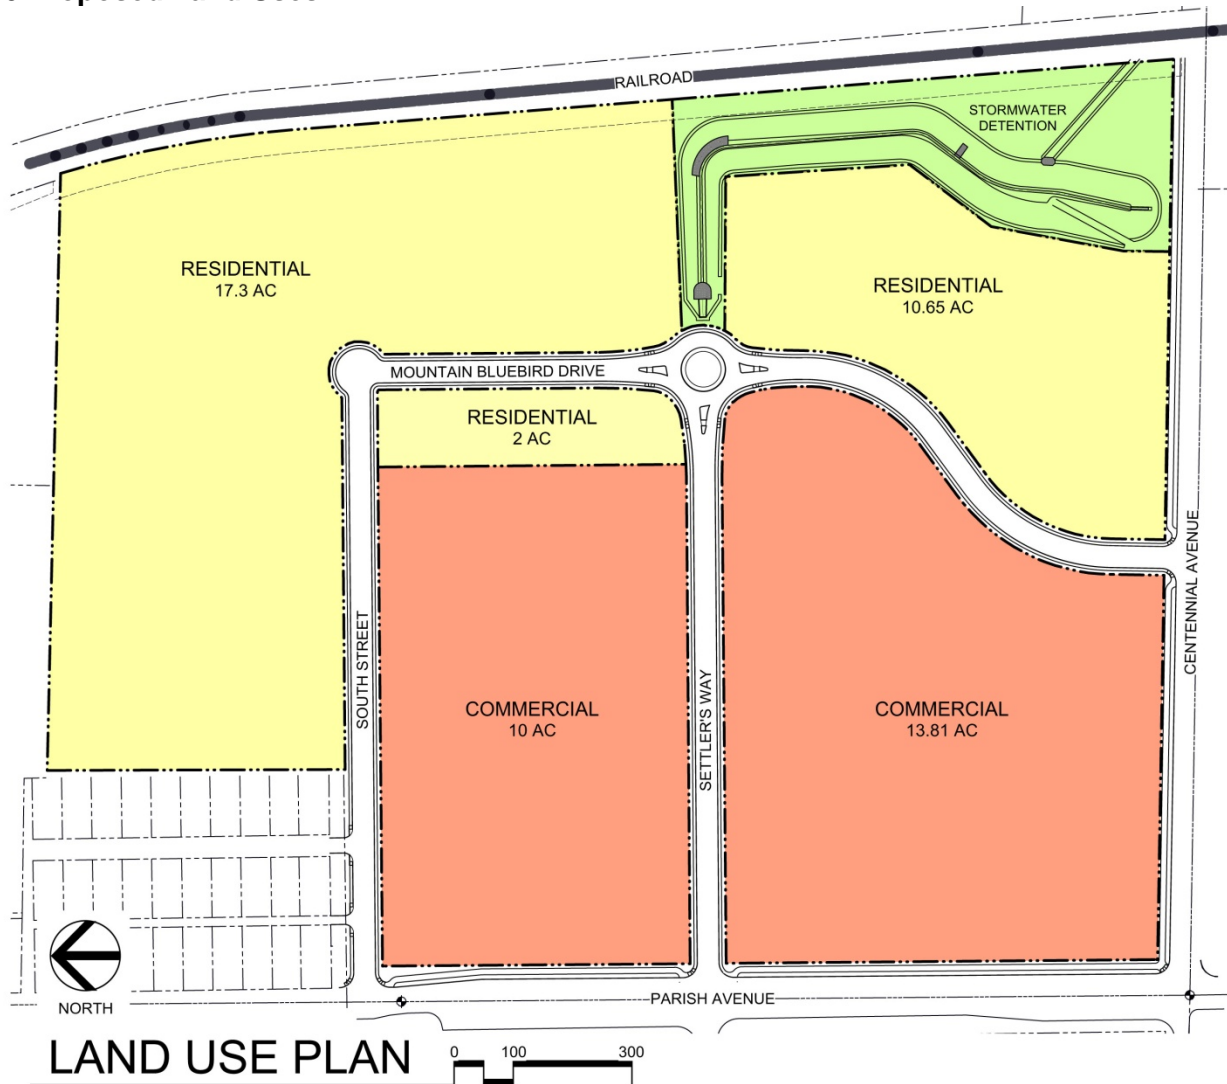 RAILROAD
STORMWATER
DETENTION
RESIDENTIAL
17.3 AC
RESIDENTIAL
10.65 AC
MOUNTAIN BLUEBIRD DRIVE
RESIDENTIAL
2 AC
SOUTH STREET
SETTLER'S WAY
CENTENNIAL AVENUE
COMMERCIAL
10 AC
COMMERCIAL
13.81 AC
NORTH
PARISH AVENUE
LAND USE PLAN
0 100 300